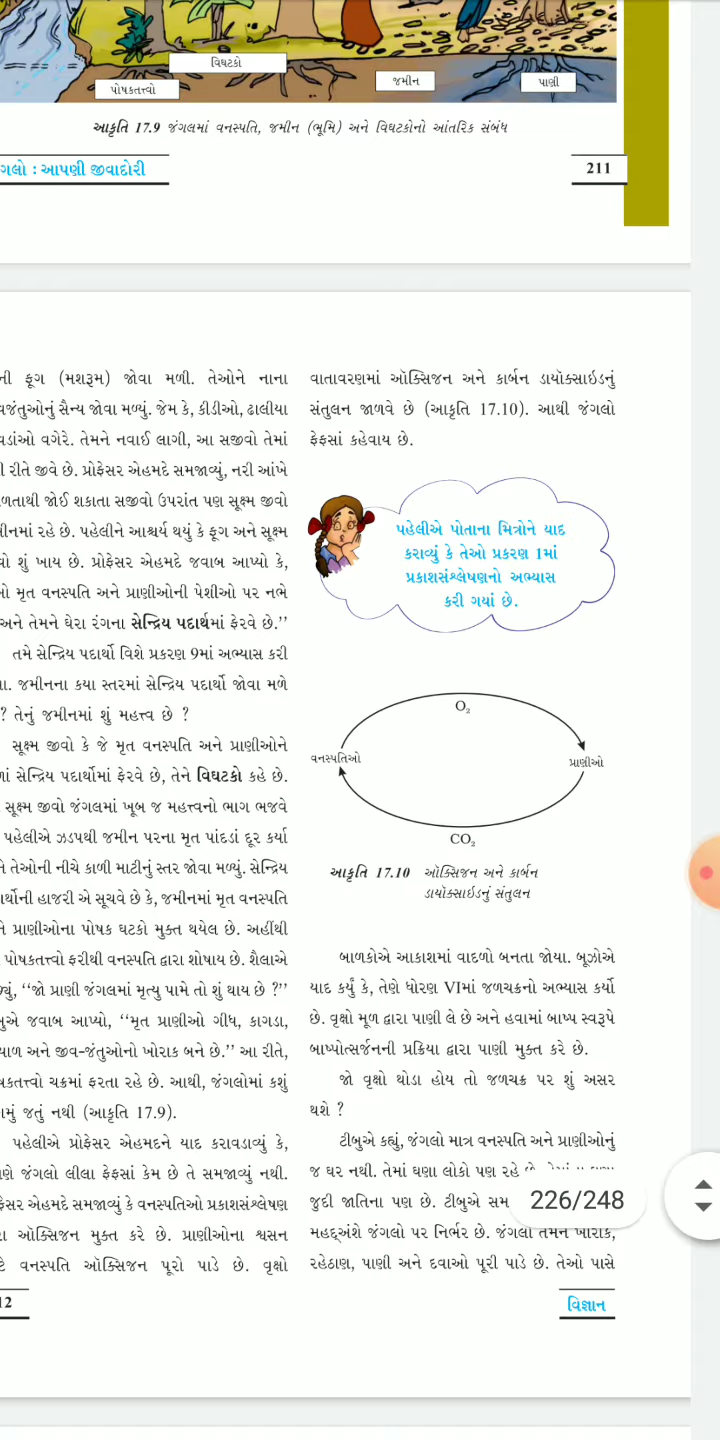 વિઘટકો
પોષકતત્ત્વો
જમીન
પાણી
આકૃતિ 17.9 જંગલમાં વનસ્પતિ, જમીન (ભૂમિ) અને વિઘટકોનો આંતરિક સંબંધ
ગલો : આપણી જીવાદોરી
211
ની ફૂગ (મશરૂમ) જોવા મળી. તેઓને નાના
વજંતુઓનું સૈન્ય જોવા મળ્યું. જેમ કે, કીડીઓ, ઢાલીયા
વડાંઓ વગેરે. તેમને નવાઈ લાગી, આ સજીવો તેમાં
ી રીતે જીવે છે. પ્રોફેસર એહમદે સમજાવ્યું, નરી આંખે
ળતાથી જોઈ શકાતા સજીવો ઉપરાંત પણ સૂક્ષ્મ જીવો
મીનમાં રહે છે. પહેલીને આશ્ચર્ય થયું કે ફૂગ અને સૂક્ષ્મ
વો શું ખાય છે. પ્રોફેસર એહમદે જવાબ આપ્યો કે,
ઓ મૃત વનસ્પતિ અને પ્રાણીઓની પેશીઓ પર નભે
અને તેમને ઘેરા રંગના સેન્દ્રિય પદાર્થમાં ફેરવે છે.’’
તમે સેન્દ્રિય પદાર્થો વિશે પ્રકરણ 9માં અભ્યાસ કરી
ા. જમીનના કયા સ્તરમાં સેન્દ્રિય પદાર્થો જોવા મળે
? તેનું જમીનમાં શું મહત્ત્વ છે ?
સૂક્ષ્મ જીવો કે જે મૃત વનસ્પતિ અને પ્રાણીઓને
ળાં સેન્દ્રિય પદાર્થોમાં ફેરવે છે, તેને વિઘટકો કહે છે.
સૂક્ષ્મ જીવો જંગલમાં ખૂબ જ મહત્ત્વનો ભાગ ભજવે
પહેલીએ ઝડપથી જમીન પરના મૃત પાંદડાં દૂર કર્યા
ને તેઓની નીચે કાળી માટીનું સ્તર જોવા મળ્યું. સેન્દ્રિય
ાર્થોની હાજરી એ સૂચવે છે કે, જમીનમાં મૃત વનસ્પતિ
ને પ્રાણીઓના પોષક ઘટકો મુક્ત થયેલ છે. અહીંથી
પોષકતત્ત્વો ફરીથી વનસ્પતિ દ્વારા શોષાય છે. શૈલાએ
્યું, ‘‘જો પ્રાણી જંગલમાં મૃત્યુ પામે તો શું થાય છે ?’’
બુએ જવાબ આપ્યો, ‘‘મૃત પ્રાણીઓ ગીધ, કાગડા,
યાળ અને જીવ-જંતુઓનો ખોરાક બને છે.’’ આ રીતે,
ષકતત્ત્વો ચક્રમાં ફરતા રહે છે. આથી, જંગલોમાં કશું
ામું જતું નથી (આકૃતિ 17.9).
પહેલીએ પ્રોફેસર એહમદને યાદ કરાવડાવ્યું કે,
ણે જંગલો લીલા ફેફસાં કેમ છે તે સમજાવ્યું નથી.
ફેસર એહમદે સમજાવ્યું કે વનસ્પતિઓ પ્રકાશસંશ્લેષણ
ા ઑક્સિજન મુક્ત કરે છે. પ્રાણીઓના શ્વસન
ટે વનસ્પતિ ઑક્સિજન પૂરો પાડે છે. વૃક્ષો
12
વાતાવરણમાં ઑક્સિજન અને કાર્બન ડાયૉક્સાઇડનું
સંતુલન જાળવે છે (આકૃતિ 17.10). આથી જંગલો
ફેફસાં કહેવાય છે.
પહેલીએ પોતાના મિત્રોને યાદ
કરાવ્યું કે તેઓ પ્રકરણ 1માં
પ્રકાશસંશ્લેષણનો અભ્યાસ
કરી ગયાં છે.
O₂
વનસ્પતિઓ
પ્રાણીઓ
CO₂
આકૃતિ 17.10 ઑક્સિજન અને કાર્બન
ડાયૉક્સાઇડનું સંતુલન
બાળકોએ આકાશમાં વાદળો બનતા જોયા. બૂઝોએ
યાદ કર્યું કે, તેણે ધોરણ VIમાં જળચક્રનો અભ્યાસ કર્યો
છે. વૃક્ષો મૂળ દ્વારા પાણી લે છે અને હવામાં બાષ્પ સ્વરૂપે
બાષ્પોત્સર્જનની પ્રક્રિયા દ્વારા પાણી મુક્ત કરે છે.
જો વૃક્ષો થોડા હોય તો જળચક્ર પર શું અસર
થશે ?
ટીબુએ કહ્યું, જંગલો માત્ર વનસ્પતિ અને પ્રાણીઓનું
જ ઘર નથી. તેમાં ઘણા લોકો પણ રહે
જુદી જાતિના પણ છે. ટીબુએ સમ
226/248
મહદ્અંશે જંગલો પર નિર્ભર છે. જંગલો તેમને ખોરાક,
રહેઠાણ, પાણી અને દવાઓ પૂરી પાડે છે. તેઓ પાસે
વિજ્ઞાન